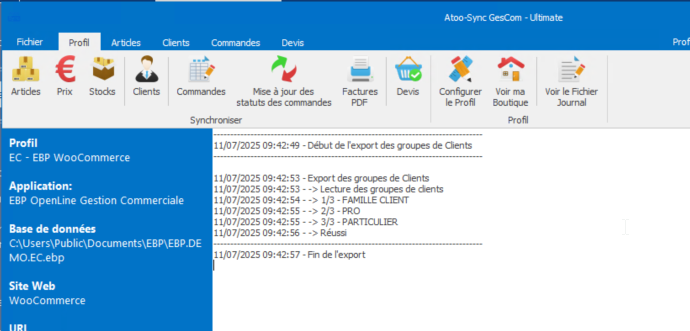 Atoo-Sync GesCom - Ultimate
Fichier Profil Articles Clients Commandes Devis Prof
Articles Prix Stocks Clients Commandes Mise à jour des statuts des commandes Factures PDF Devis Configurer le Profil Voir ma Boutique Voir le Fichier Journal
Synchroniser Profil
Profil
EC - EBP WooCommerce
Application:
EBP OpenLine Gestion Commerciale
Base de données
C:\Users\Public\Documents\EBP\EBP.DE
MO.EC.ebp
Site Web
WooCommerce
URL
11/07/2025 09:42:49 - Début de l'export des groupes de Clients
11/07/2025 09:42:53 - Export des groupes de Clients
11/07/2025 09:42:53 - -> Lecture des groupes de clients
11/07/2025 09:42:54 - -> 1/3 - FAMILLE CLIENT
11/07/2025 09:42:55 - -> 2/3 - PRO
11/07/2025 09:42:55 - -> 3/3 - PARTICULIER
11/07/2025 09:42:56 - -> Réussi
11/07/2025 09:42:57 - Fin de l'export